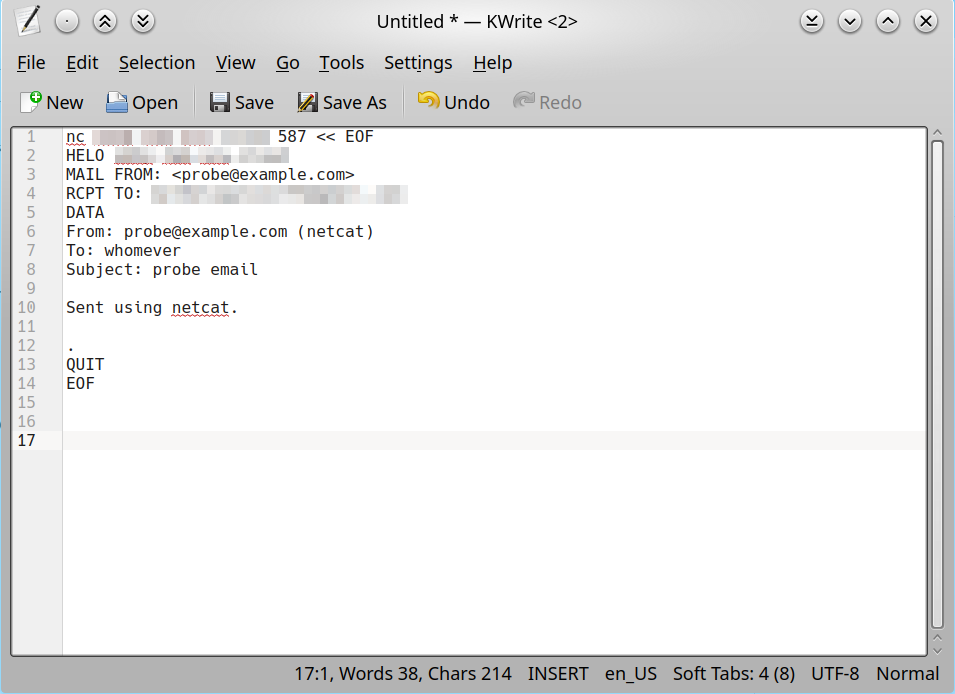 Untitled * — KWrite <2>
File Edit Selection View Go Tools Settings Help
New Open Save Save As Undo Redo
1 nc 587 << EOF
2 HELO
3 MAIL FROM: <probe@example.com>
4 RCPT TO:
5 DATA
6 From: probe@example.com (netcat)
7 To: whomever
8 Subject: probe email
9
10 Sent using netcat.
11
12 .
13 QUIT
14 EOF
15
16
17
17:1, Words 38, Chars 214 INSERT en_US Soft Tabs: 4 (8) UTF-8 Normal